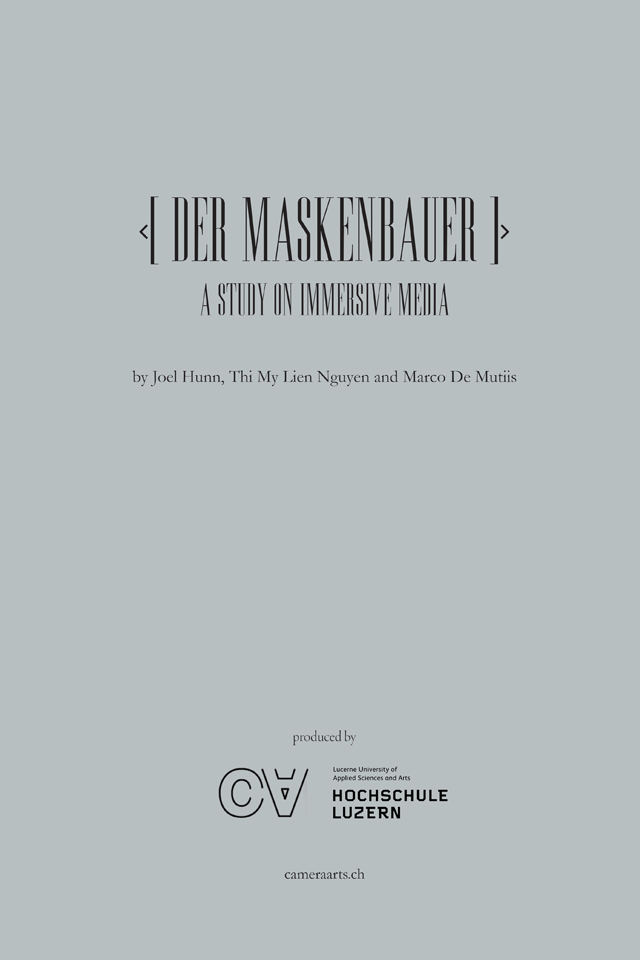 <[ DER MASKENBAUER ]>
A STUDY ON IMMERSIVE MEDIA
by Joel Hunn, Thi My Lien Nguyen and Marco De Mutiis
produced by
CA
Lucerne University of
Applied Sciences and Arts
HOCHSCHULE
LUZERN
cameraarts.ch